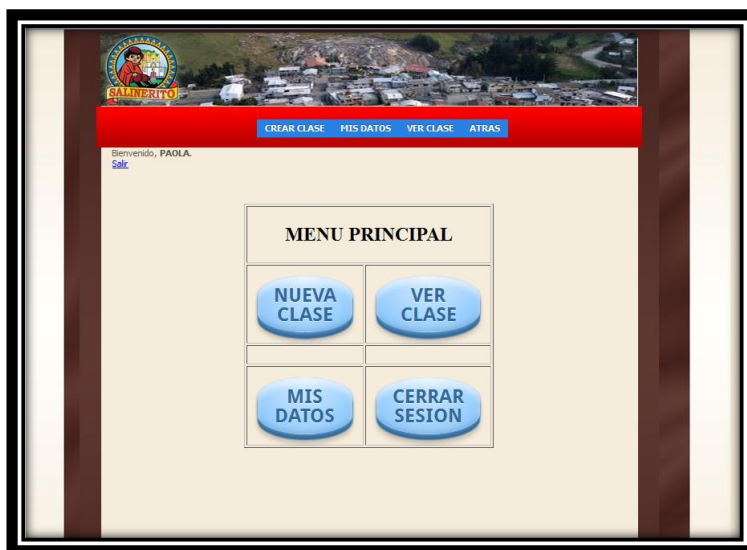 SALINERITO
CREAR CLASE MIS DATOS VER CLASE ATRAS
Bienvenido, PAOLA.
Salir
MENU PRINCIPAL
NUEVA
CLASE
VER
CLASE
MIS
DATOS
CERRAR
SESION